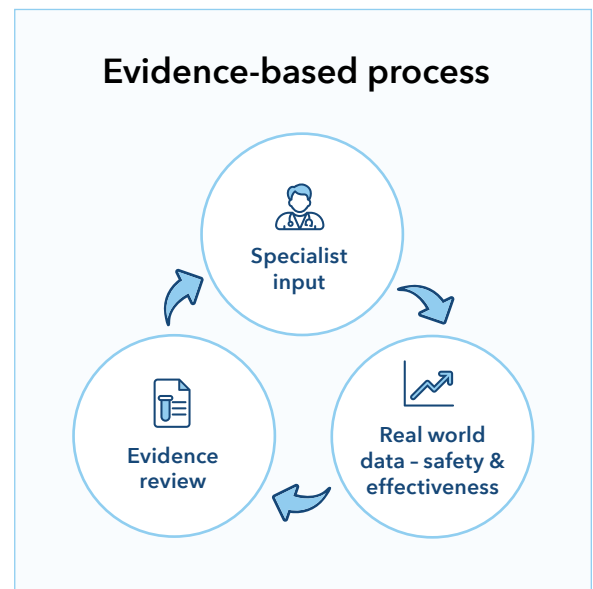 Evidence-based process
Specialist
input
Real world
data – safety &
effectiveness
Evidence
review